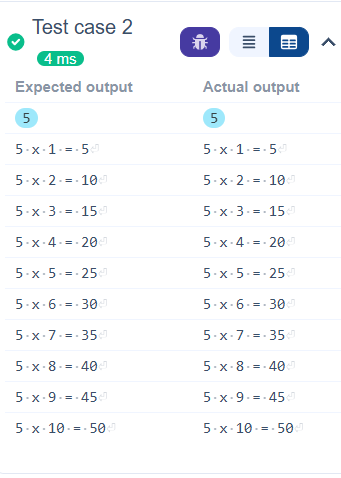 Test case 2
4 ms
Expected output Actual output
5 5
5·x·1·=·5⏎ 5·x·1·=·5⏎
5·x·2·=·10⏎ 5·x·2·=·10⏎
5·x·3·=·15⏎ 5·x·3·=·15⏎
5·x·4·=·20⏎ 5·x·4·=·20⏎
5·x·5·=·25⏎ 5·x·5·=·25⏎
5·x·6·=·30⏎ 5·x·6·=·30⏎
5·x·7·=·35⏎ 5·x·7·=·35⏎
5·x·8·=·40⏎ 5·x·8·=·40⏎
5·x·9·=·45⏎ 5·x·9·=·45⏎
5·x·10·=·50⏎ 5·x·10·=·50⏎